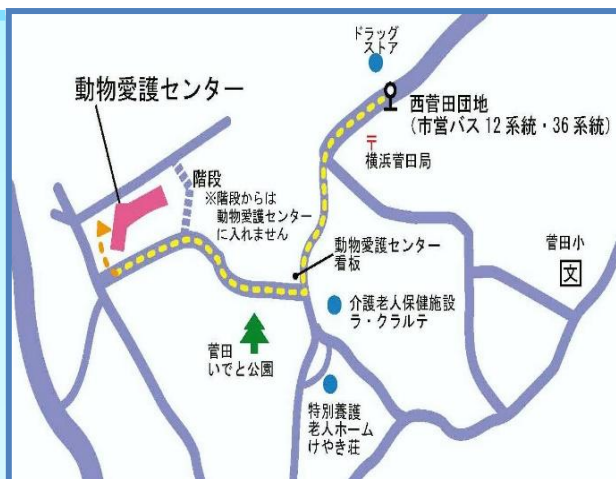 ドラッグ
ストア
動物愛護センター
西菅田団地
(市営バス12系統・36系統)
〒
横浜菅田局
階段
※階段からは
動物愛護センター
に入れません
動物愛護センター
看板
菅田小
文
介護老人保健施設
ラ・クラルテ
菅田
いでと公園
特別養護
老人ホーム
けやき荘